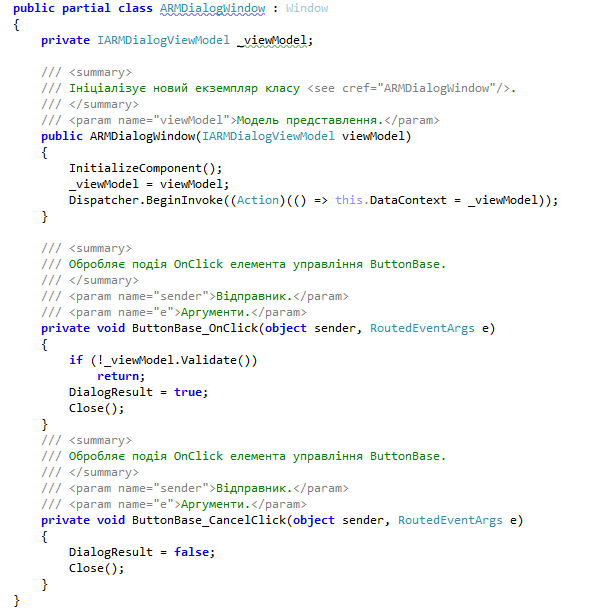 public partial class ARMDialogWindow : Window
{
    private IARMDialogViewModel _viewModel;

    /// <summary>
    /// Ініціалізує новий екземпляр класу <see cref="ARMDialogWindow"/>.
    /// </summary>
    /// <param name="viewModel">Модель представлення.</param>
    public ARMDialogWindow(IARMDialogViewModel viewModel)
    {
        InitializeComponent();
        _viewModel = viewModel;
        Dispatcher.BeginInvoke((Action)(() => this.DataContext = _viewModel));
    }

    /// <summary>
    /// Обробляє подія OnClick елемента управління ButtonBase.
    /// </summary>
    /// <param name="sender">Відправник.</param>
    /// <param name="e">Аргументи.</param>
    private void ButtonBase_OnClick(object sender, RoutedEventArgs e)
    {
        if (!_viewModel.Validate())
            return;
        DialogResult = true;
        Close();
    }
    /// <summary>
    /// Обробляє подія OnClick елемента управління ButtonBase.
    /// </summary>
    /// <param name="sender">Відправник.</param>
    /// <param name="e">Аргументи.</param>
    private void ButtonBase_CancelClick(object sender, RoutedEventArgs e)
    {
        DialogResult = false;
        Close();
    }
}